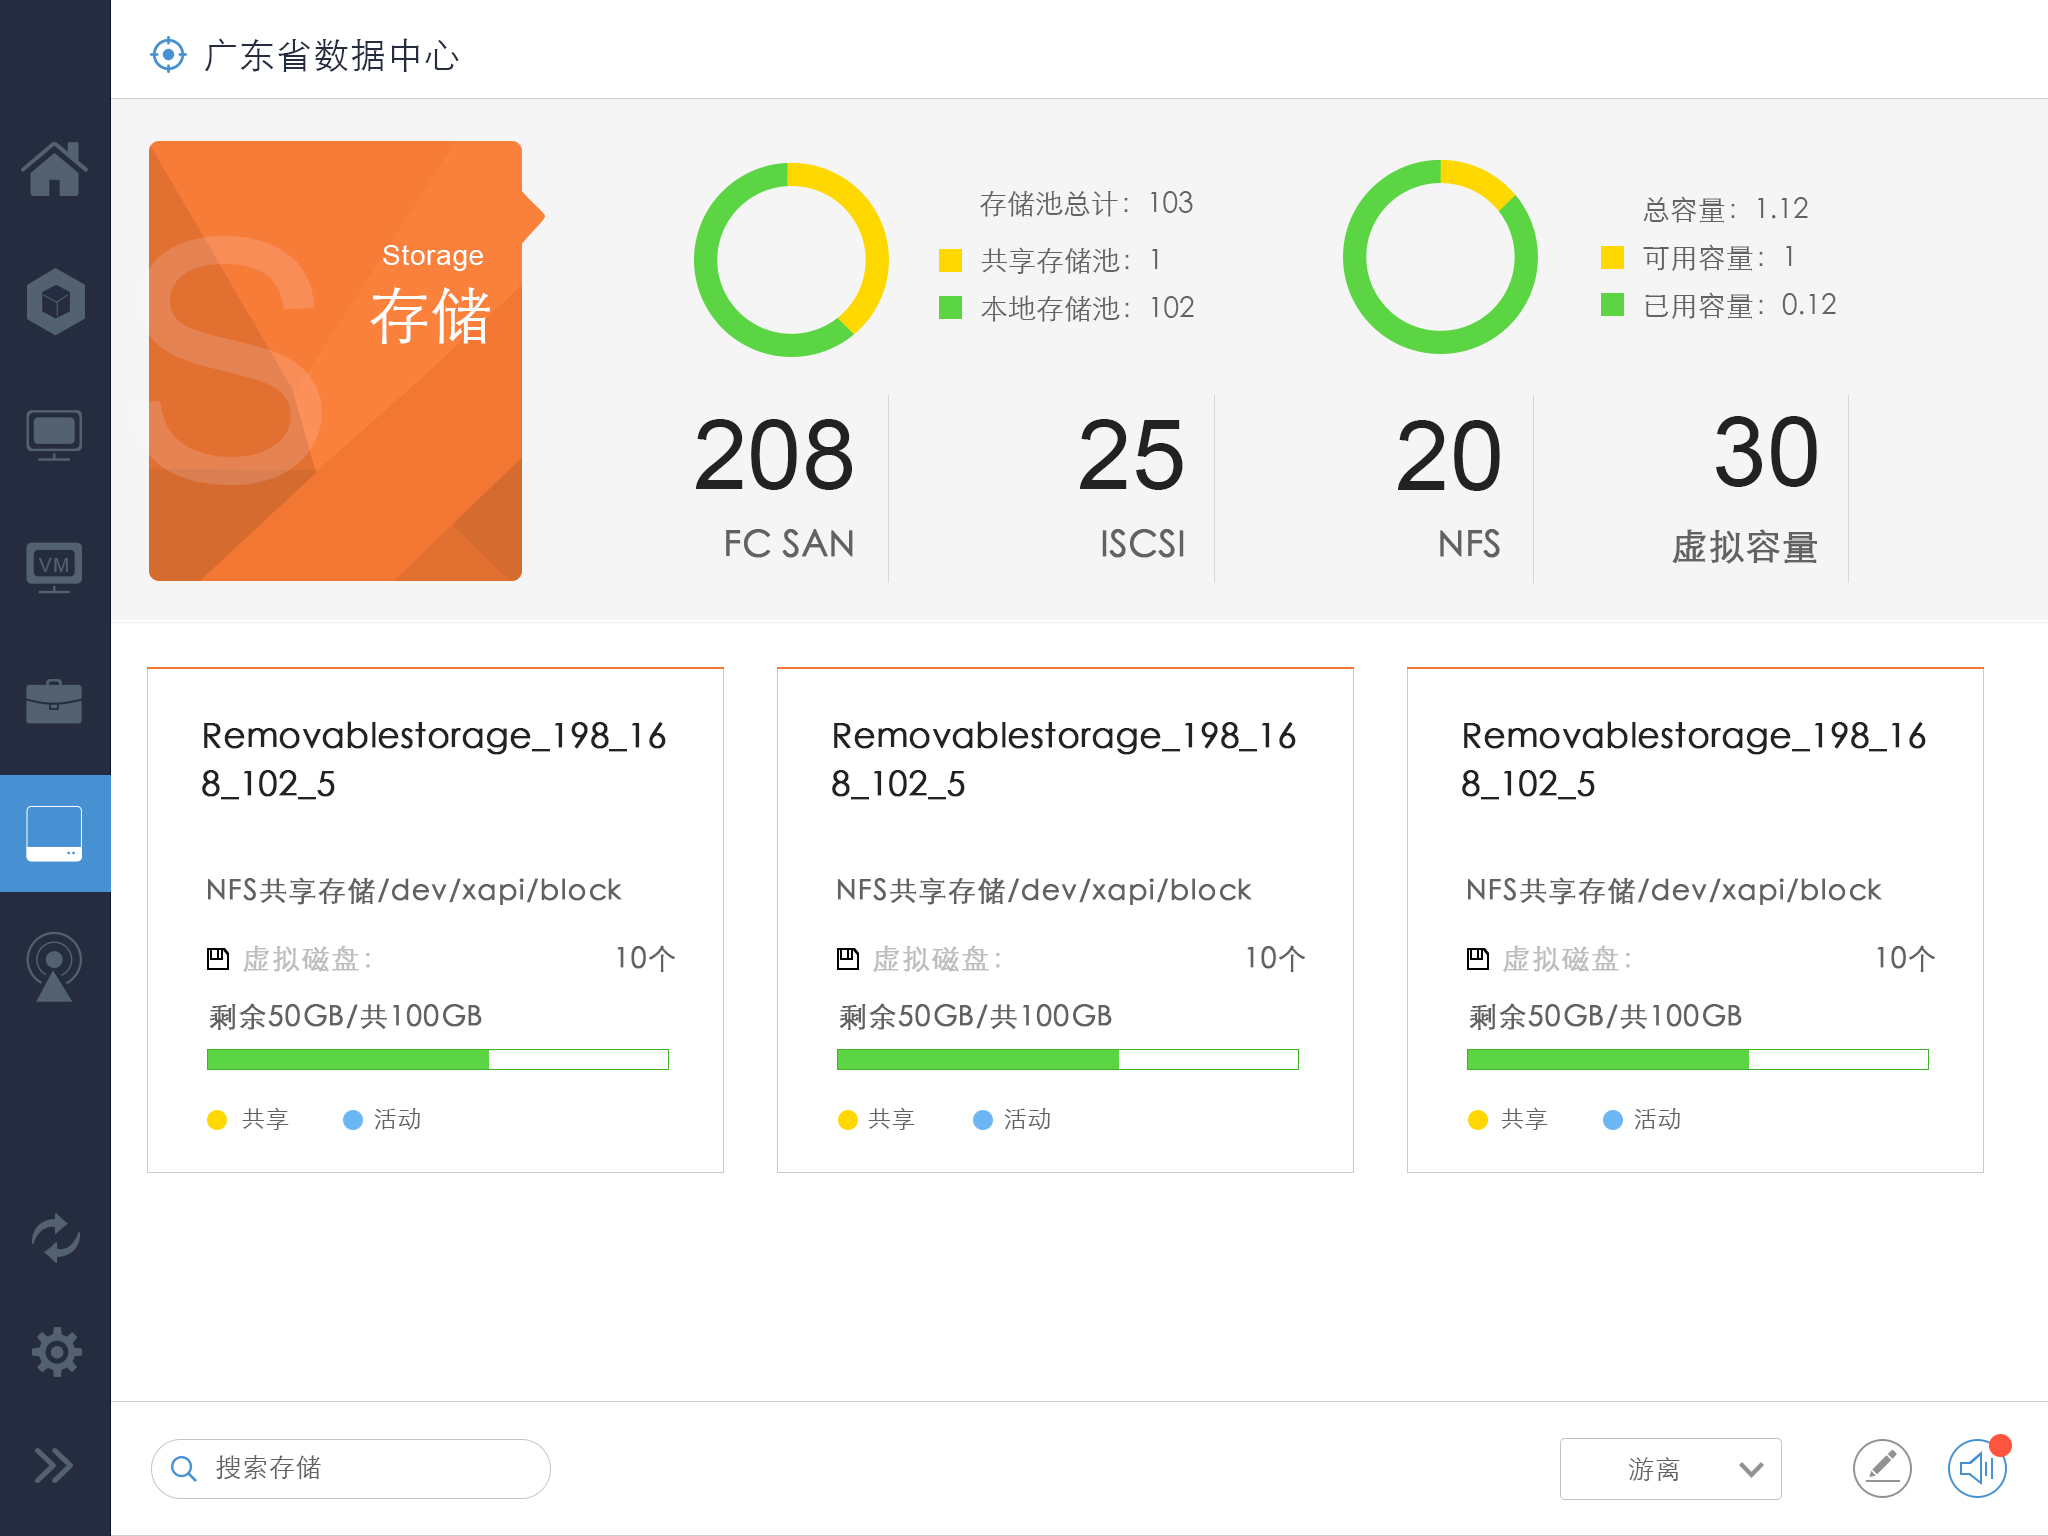 广东省数据中心
S
Storage
存储
存储池总计：103
共享存储池：1
本地存储池：102
总容量：1.12
可用容量：1
已用容量：0.12
208
FC SAN
25
ISCSI
20
NFS
30
虚拟容量
VM
Removablestorage_198_16
8_102_5
NFS共享存储/dev/xapi/block
虚拟磁盘： 10个
剩余50GB/共100GB
共享 活动
Removablestorage_198_16
8_102_5
NFS共享存储/dev/xapi/block
虚拟磁盘： 10个
剩余50GB/共100GB
共享 活动
Removablestorage_198_16
8_102_5
NFS共享存储/dev/xapi/block
虚拟磁盘： 10个
剩余50GB/共100GB
共享 活动
搜索存储
游离